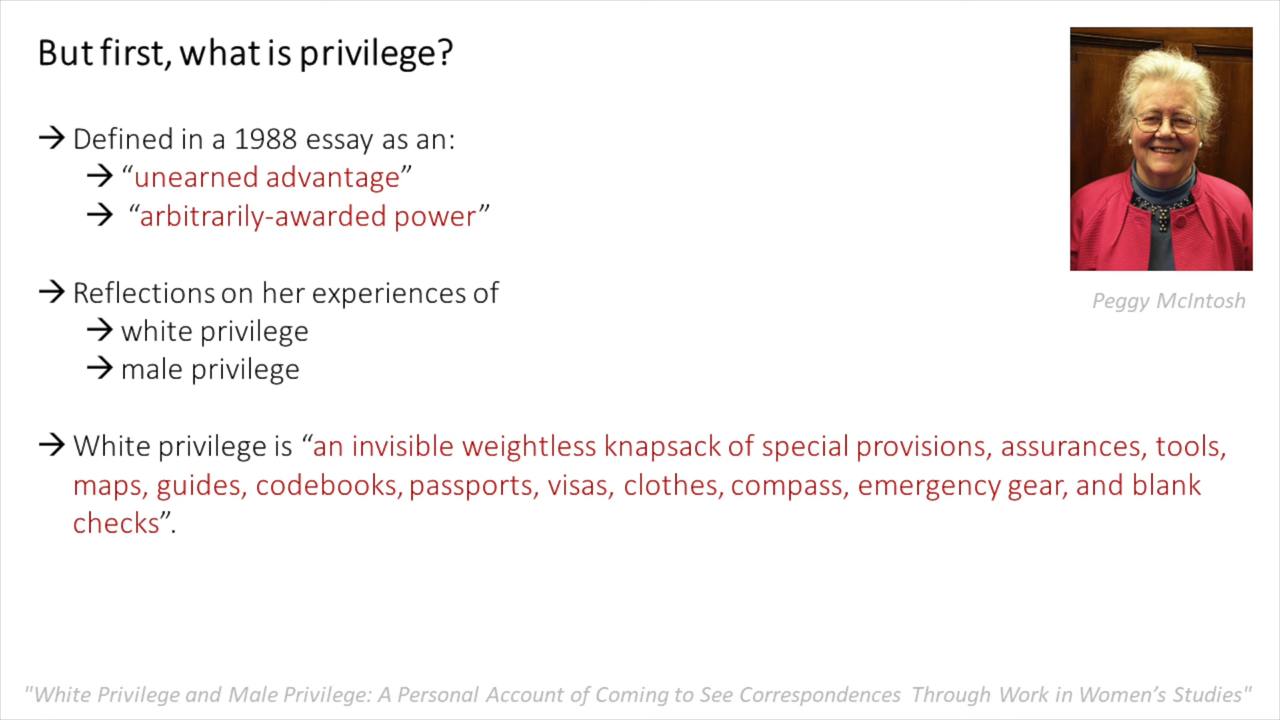 But first, what is privilege?
→ Defined in a 1988 essay as an:
→ “unearned advantage”
→ “arbitrarily-awarded power”
→ Reflections on her experiences of
→ white privilege
→ male privilege
Peggy McIntosh
→ White privilege is “an invisible weightless knapsack of special provisions, assurances, tools,
maps, guides, codebooks, passports, visas, clothes, compass, emergency gear, and blank
checks”.
"White Privilege and Male Privilege: A Personal Account of Coming to See Correspondences Through Work in Women’s Studies"